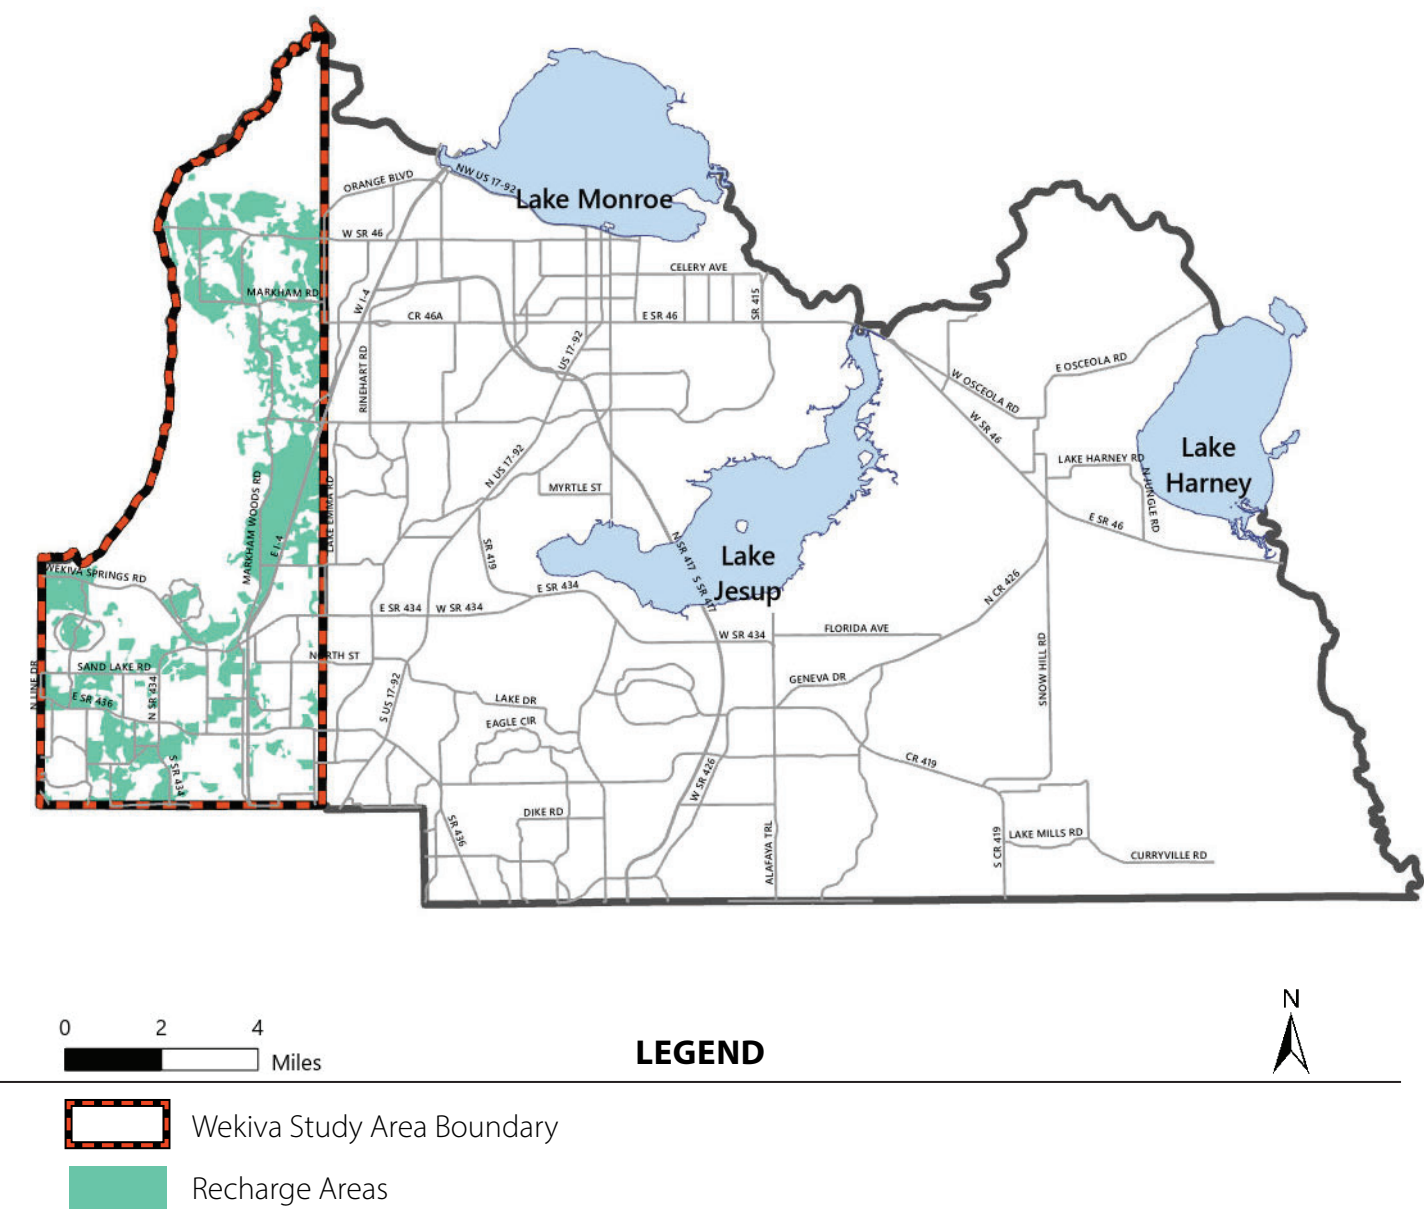 ORANGE BLVD
NW US 17-92
Lake Monroe
W SR 46
CELERY AVE
MARKHAM RD
W I-4
SR 415
CR 46A
E SR 46
US 17-92
RINEHART RD
E OSCEOLA RD
W OSCEOLA RD
W SR 46
Lake
Harney
LAKE HARNEY RD
N JUNGLE RD
N US 17-92
MARKHAM WOODS RD
LAKE EMMA RD
MYRTLE ST
E SR 46
E I-4
SR 419
N SR 417
S SR 417
Lake
Jesup
WEKIVA SPRINGS RD
E SR 434
E SR 434
W SR 434
N CR 426
W SR 434
FLORIDA AVE
NORTH ST
SAND LAKE RD
N LINE DR
N SR 434
E SR 436
S US 17-92
LAKE DR
EAGLE CIR
GENEVA DR
SNOW HILL RD
S SR 434
CR 419
W SR 426
DIKE RD
SR 436
ALAFAYA TRL
S CR 419
LAKE MILLS RD
CURRYVILLE RD
0 2 4
Miles
LEGEND
N
Wekiva Study Area Boundary
Recharge Areas